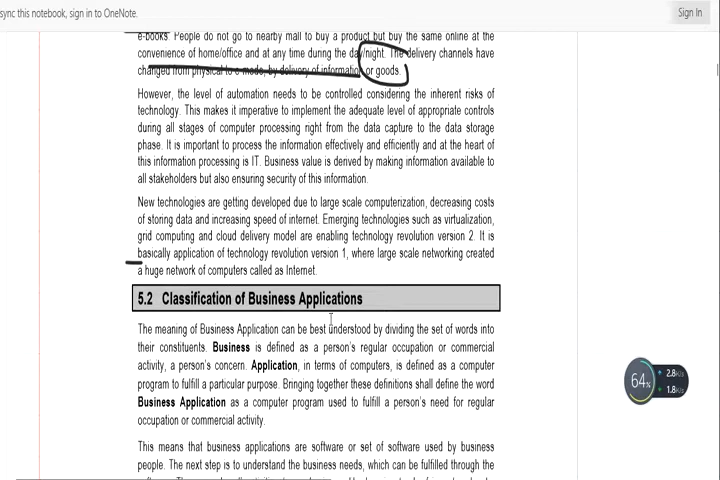 sync this notebook, sign in to OneNote.
Sign In
e-books. People do not go to nearby mall to buy a product but buy the same online at the
convenience of home/office and at any time during the day/night. The delivery channels have
changed from physical to e-mode, by delivery of information or goods.
However, the level of automation needs to be controlled considering the inherent risks of
technology. This makes it imperative to implement the adequate level of appropriate controls
during all stages of computer processing right from the data capture to the data storage
phase. It is important to process the information effectively and efficiently and at the heart of
this information processing is IT. Business value is derived by making information available to
all stakeholders but also ensuring security of this information.
New technologies are getting developed due to large scale computerization, decreasing costs
of storing data and increasing speed of internet. Emerging technologies such as virtualization,
grid computing and cloud delivery model are enabling technology revolution version 2. It is
basically application of technology revolution version 1, where large scale networking created
a huge network of computers called as Internet.
5.2 Classification of Business Applications
The meaning of Business Application can be best understood by dividing the set of words into
their constituents. Business is defined as a person's regular occupation or commercial
activity, a person's concern. Application, in terms of computers, is defined as a computer
program to fulfill a particular purpose. Bringing together these definitions shall define the word
Business Application as a computer program used to fulfill a person's need for regular
occupation or commercial activity.
This means that business applications are software or set of software used by business
people. The next step is to understand the business needs, which can be fulfilled through the
64%
2.8K/s
1.8K/s